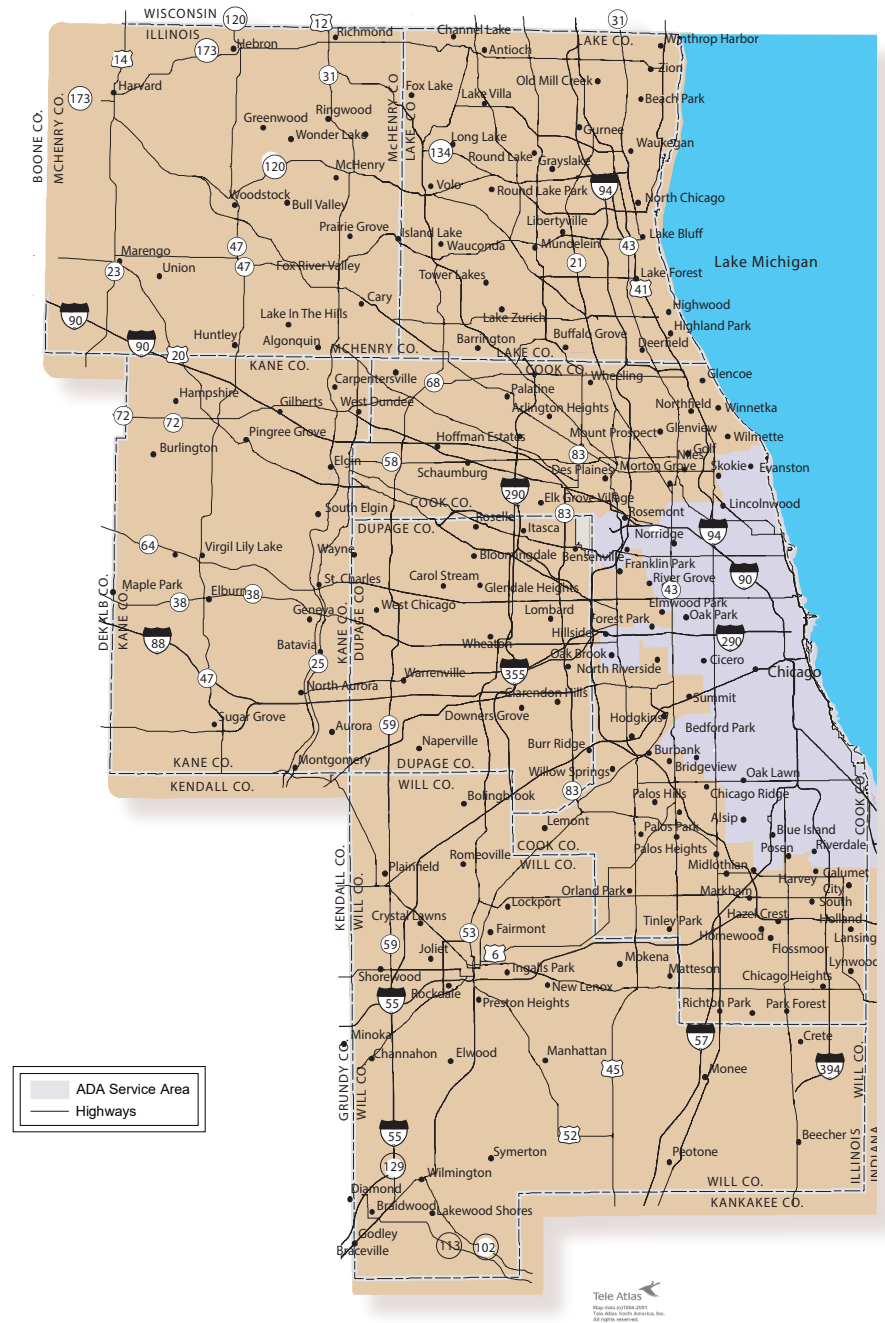 WISCONSIN
ILLINOIS
120
12
31
Richmond
Channel Lake
LAKE CO.
Winthrop Harbor
173
Hebron
Antioch
14
Zion
31
Old Mill Creek
Harvard
173
McHENRY CO
LAKE CO.
Fox Lake
Lake Villa
Beach Park
Ringwood
Greenwood
Wonder Lake
Gurnee
BOONE CO.
MCHENRY CO.
134
Long Lake
Round Lake
Grayslake
Waukegan
120
McHenry
94
Volo
Round Lake Park
North Chicago
Woodstock
Bull Valley
Libertyville
Prairie Grove
Island Lake
Wauconda
Mundelein
43
Lake Bluff
47
Marengo
23
Union
47
Fox River Valley
21
Lake Michigan
Tower Lakes
Lake Forest
41
Cary
Highwood
90
Lake In The Hills
Lake Zurich
Highland Park
90
Huntley
Algonquin
Barrington
Buffalo Grove
Deerfield
20
MCHENRY CO.
LAKE CO.
KANE CO.
COOK CO.
Glencoe
Carpentersville
68
Wheeling
Hampshire
Palatine
Gilberts
West Dundee
Arlington Heights
Northfield
Winnetka
72
72
Pingree Grove
Mount Prospect
Glenview
Wilmette
Hoffman Estates
Golf
Burlington
83
Niles
Elgin
58
Schaumburg
Des Plaines
Morton Grove
Skokie
Evanston
290
COOK CO.
Elk Grove Village
Lincolnwood
South Elgin
83
Rosemont
DUPAGE CO.
Roselle
Itasca
Norridge
94
64
Virgil Lily Lake
Wayne
Bloomingdale
Bensenville
Franklin Park
90
DEKALB CO.
KANE CO.
Maple Park
Elburn
38
38
St. Charles
Carol Stream
Glendale Heights
River Grove
43
KANE CO.
DUPAGE CO.
Geneva
West Chicago
Lombard
Elmwood Park
Forest Park
Oak Park
88
Batavia
Wheaton
Hillside
290
25
Oak Brook
Cicero
47
North Aurora
Warrenville
355
North Riverside
Chicago
Clarendon Hills
Summit
Sugar Grove
59
Downers Grove
Hodgkins
Aurora
Bedford Park
Naperville
Burr Ridge
Burbank
KANE CO.
Montgomery
DUPAGE CO.
Willow Springs
Bridgeview
KENDALL CO.
WILL CO.
83
Oak Lawn
Bolingbrook
Palos Hills
Chicago Ridge
COOK CO.
Lemont
Alsip
Palos Park
Blue Island
COOK CO.
Palos Heights
Posen
Riverdale
Romeoville
WILL CO.
Midlothian
KENDALL CO.
WILL CO.
Plainfield
Orland Park
Markham
Harvey
Calumet
City
Lockport
South
Holland
Crystal Lawns
53
Fairmont
Tinley Park
Hazel Crest
59
Joliet
6
Homewood
Lansing
Flossmoor
Shorewood
Ingalls Park
Mokena
Matteson
Chicago Heights
Lynwood
55
Rockdale
New Lenox
Preston Heights
Richton Park
Park Forest
Minoka
57
Crete
GRUNDY CO.
WILL CO.
Channahon
Elwood
Manhattan
45
Monee
394
WILL CO.
ADA Service Area
Highways
55
52
Beecher
129
Symerton
Peotone
ILLINOIS
INDIANA
Diamond
Wilmington
WILL CO.
Braidwood
Lakewood Shores
KANKAKEE CO.
Godley
Braceville
113
102
Tele Atlas
Map data (c)1984-2001
Tele Atlas North America, Inc.
All rights reserved.